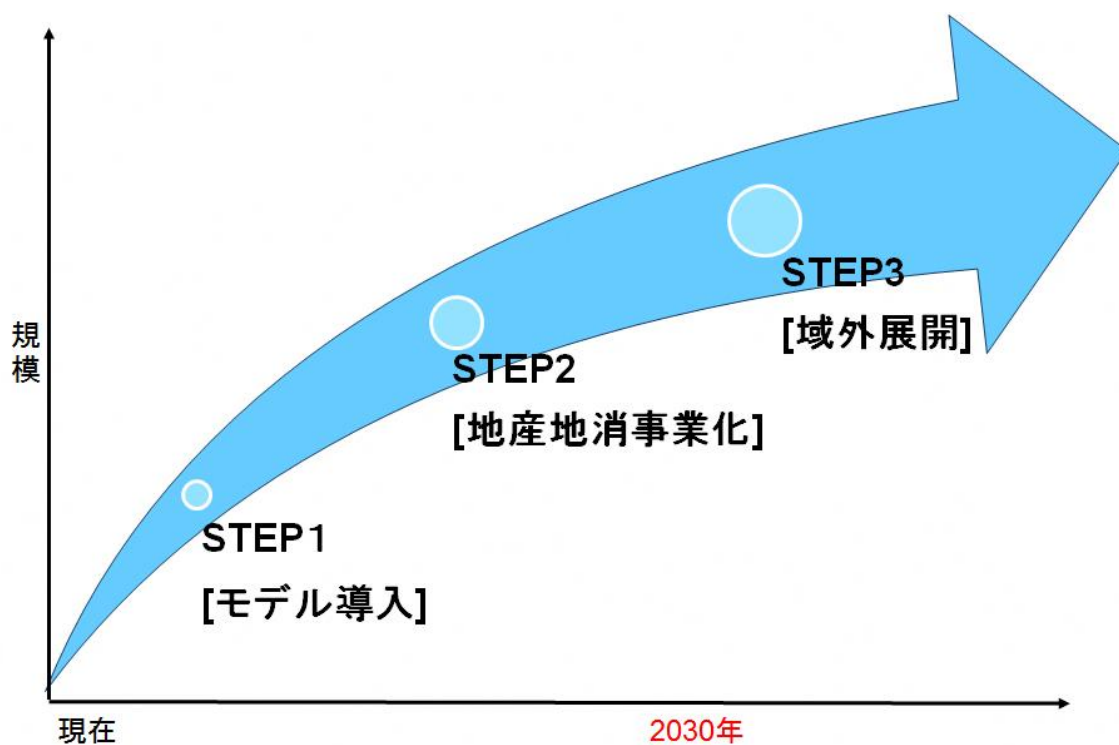 STEP3
[域外展開]
規模
STEP2
[地産地消事業化]
STEP1
[モデル導入]
現在
2030年